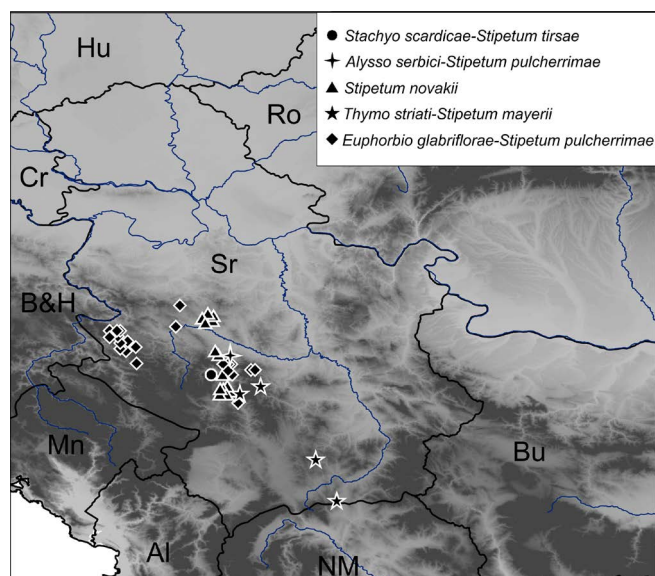 Hu
Stachyo scardicae-Stipetum tirsae
Alysso serbici-Stipetum pulcherrimae
Stipetum novakii
Ro
Thymo striati-Stipetum mayerii
Euphorbio glabriflorae-Stipetum pulcherrimae
Cr
Sr
B&H
Mn
Bu
Al
NM